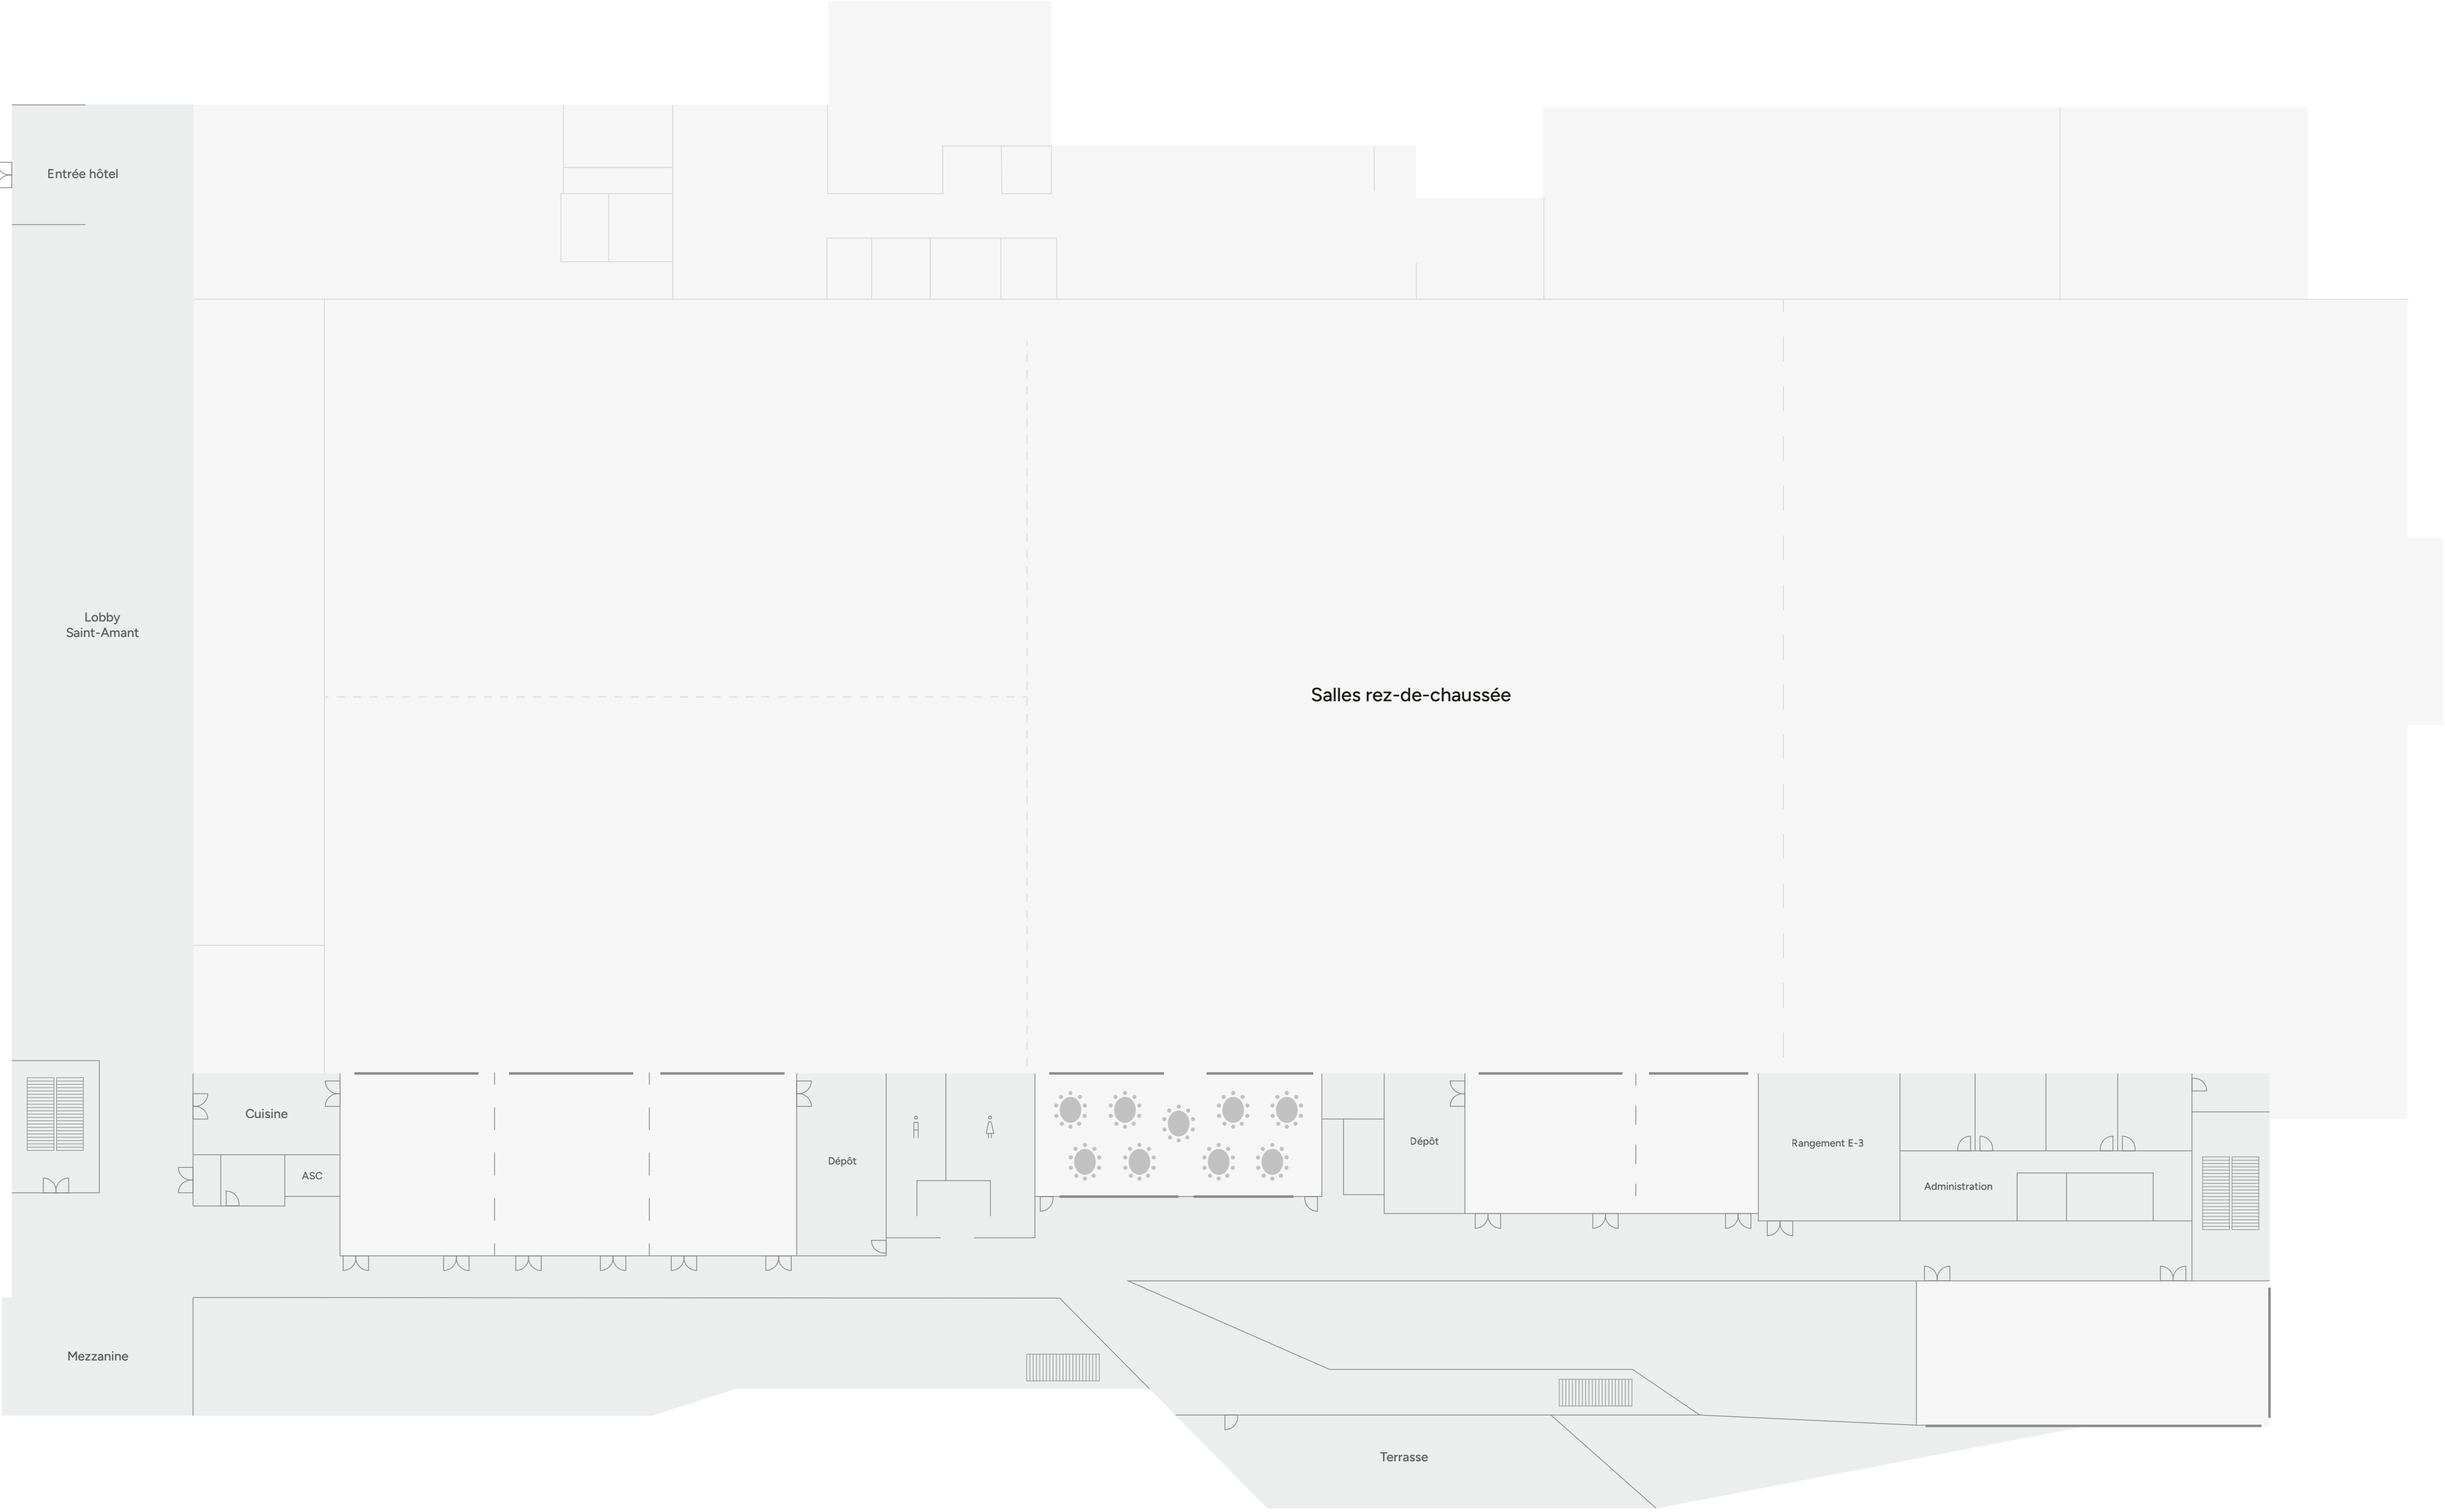 Entrée hôtel
Lobby
Saint-Amant
Salles rez-de-chaussée
Cuisine
ASC
Dépôt
Dépôt
Rangement E-3
Administration
Mezzanine
Terrasse